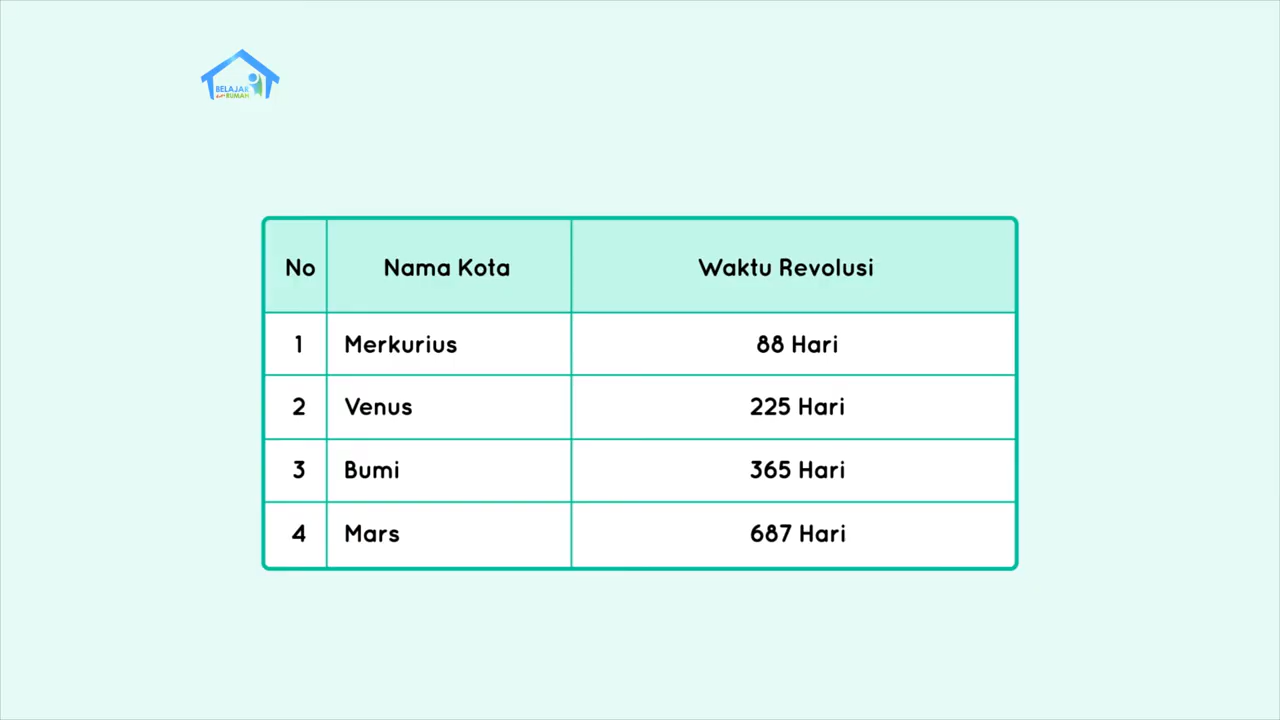 BELAJAR
dari RUMAH
No Nama Kota Waktu Revolusi
1 Merkurius 88 Hari
2 Venus 225 Hari
3 Bumi 365 Hari
4 Mars 687 Hari